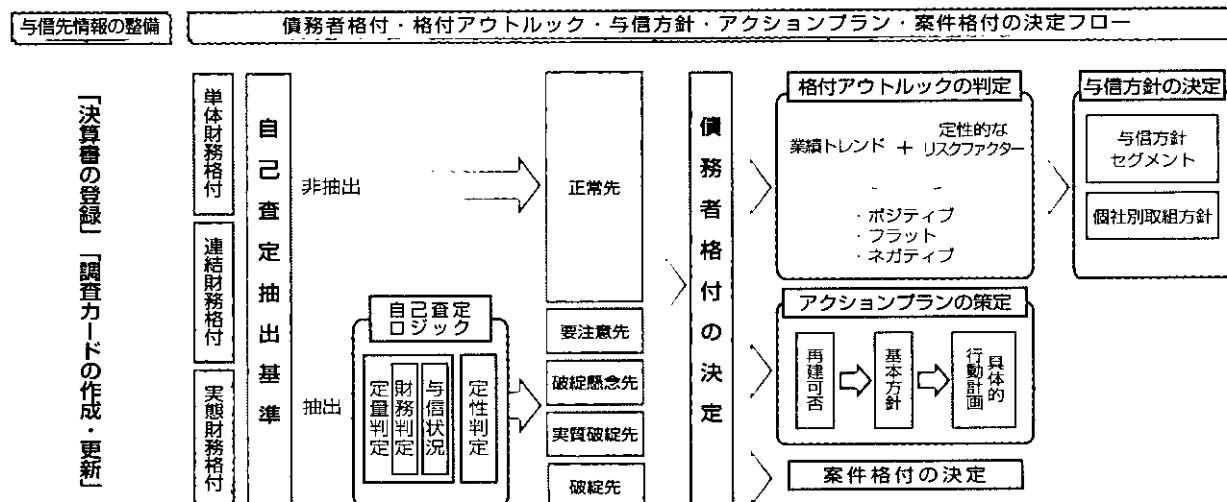 与信先情報の整備
債務者格付・格付アウトルック・与信方針・アクションプラン・案件格付の決定フロー
「決算書の登録」「調査カードの作成・更新」
単体財務格付
連結財務格付
実態財務格付
自己査定抽出基準
非抽出
抽出
自己査定
ロジック
定量判定
財務判定
与信状況
定性判定
正常先
要注意先
破綻懸念先
実質破綻先
破綻先
債務者格付の決定
格付アウトルックの判定
業績トレンド + 定性的な
リスクファクター
・ポジティブ
・フラット
・ネガティブ
アクションプランの策定
再建可否
基本方針
具体的
行動計画
案件格付の決定
与信方針の決定
与信方針
セグメント
個社別取組方針